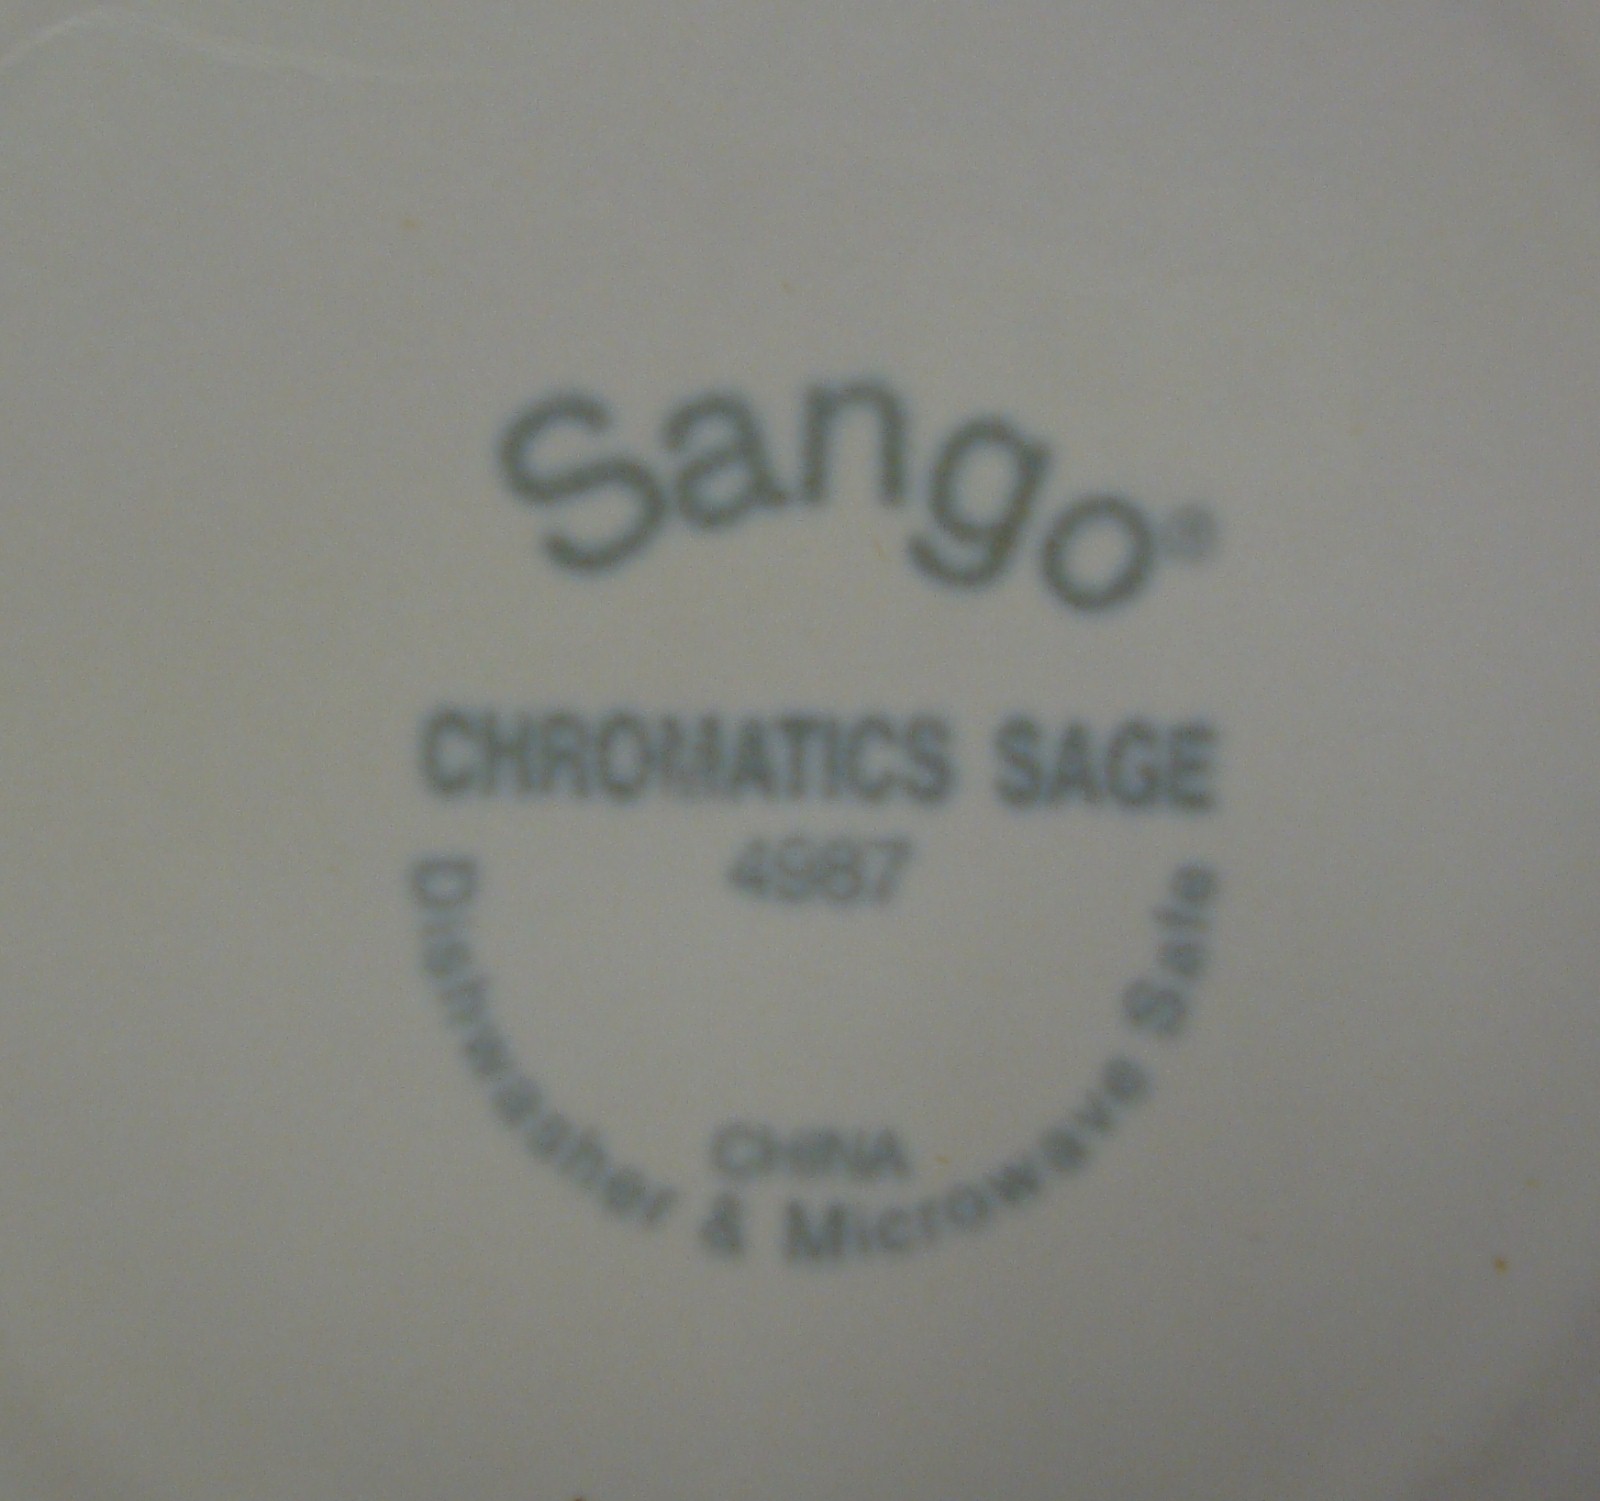 Sango®
CHROMATICS SAGE
4987
CHINA
Dishwasher & Microwave Safe